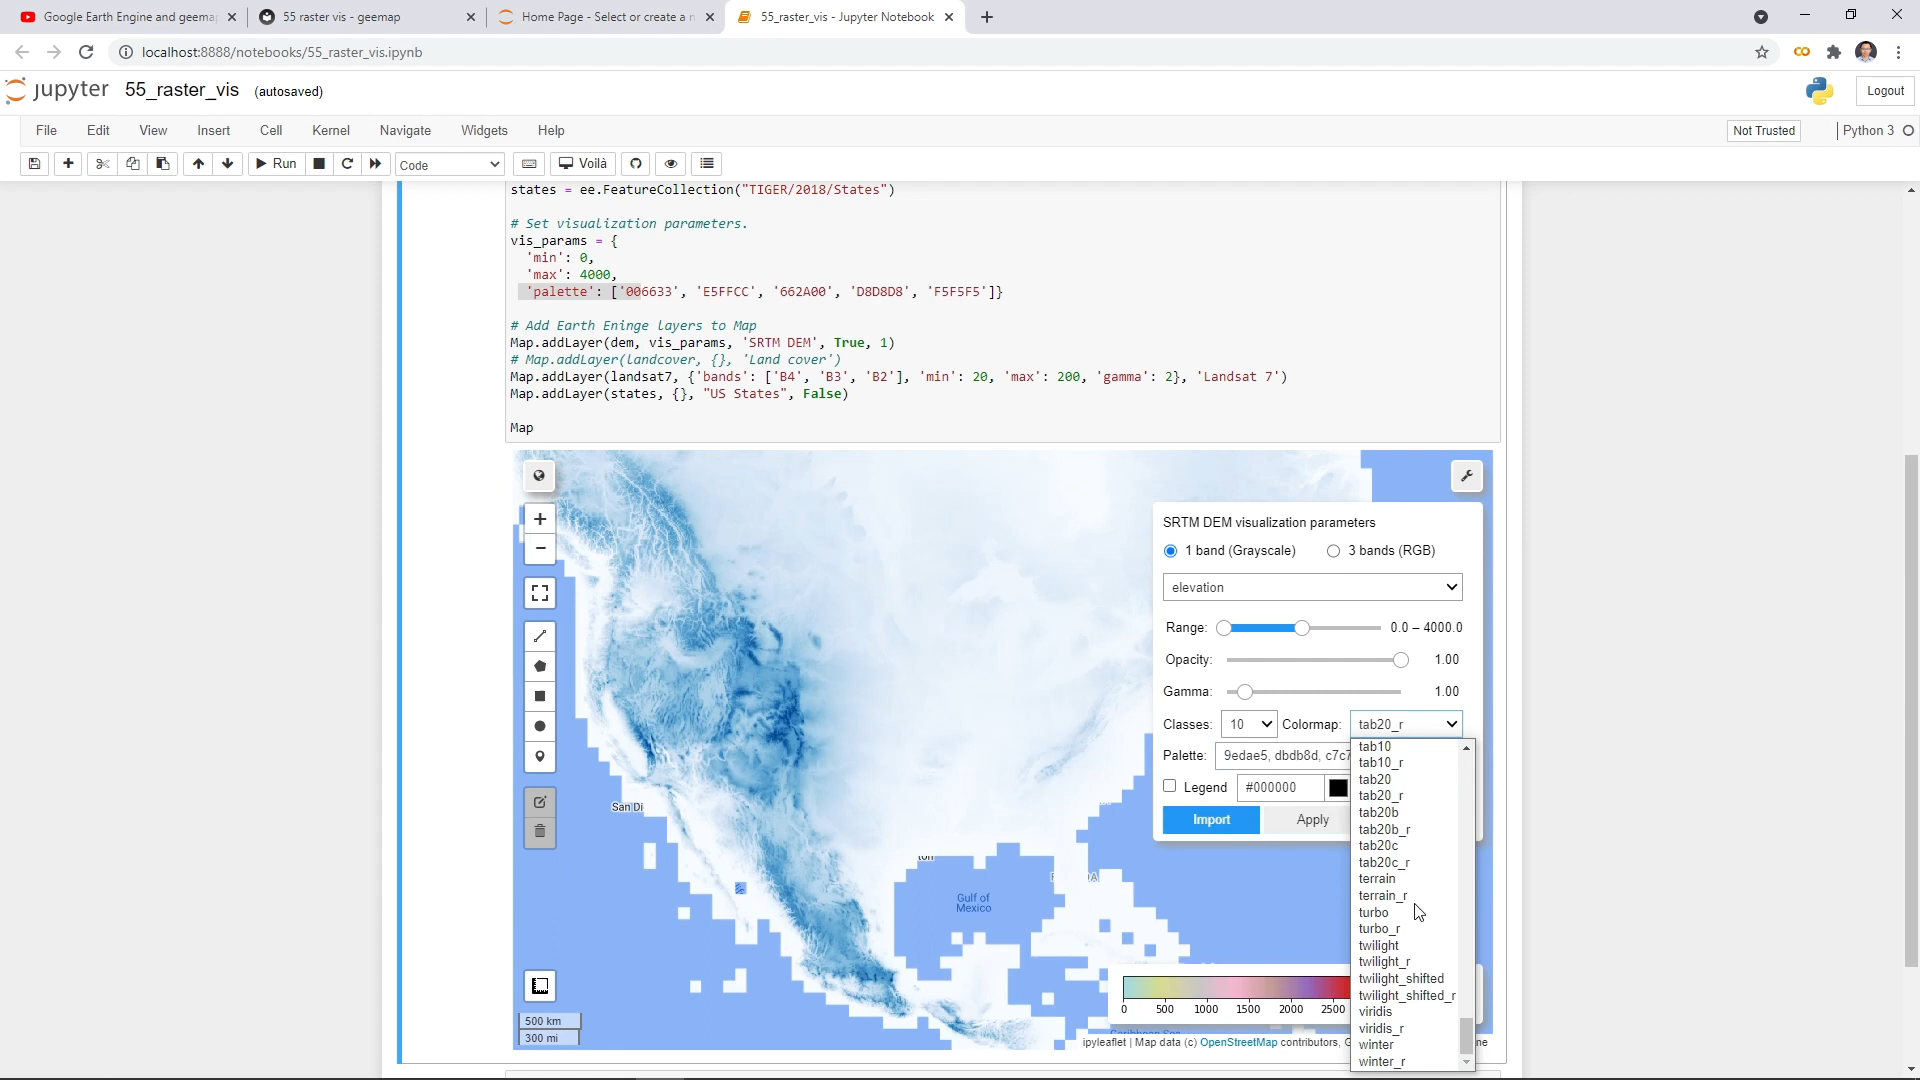 Google Earth Engine and geemap
55 raster vis - geemap
Home Page - Select or create a n
55_raster_vis - Jupyter Notebook
localhost:8888/notebooks/55_raster_vis.ipynb
jupyter 55_raster_vis (autosaved)
Logout
File Edit View Insert Cell Kernel Navigate Widgets Help
Not Trusted
Python 3
Run
Code
Voilà
states = ee.FeatureCollection("TIGER/2018/States")
# Set visualization parameters.
vis_params = {
'min': 0,
'max': 4000,
'palette': ['006633', 'E5FFCC', '662A00', 'D8D8D8', 'F5F5F5']}
# Add Earth Eninge layers to Map
Map.addLayer(dem, vis_params, 'SRTM DEM', True, 1)
# Map.addLayer(landcover, {}, 'Land cover')
Map.addLayer(landsat7, {'bands': ['B4', 'B3', 'B2'], 'min': 20, 'max': 200, 'gamma': 2}, 'Landsat 7')
Map.addLayer(states, {}, "US States", False)
Map
+
−
SRTM DEM visualization parameters
1 band (Grayscale)
3 bands (RGB)
elevation
Range:
0.0 – 4000.0
Opacity:
1.00
Gamma:
1.00
Classes:
10
Colormap:
tab20_r
Palette:
9edae5, dbdb8d, c7c7
Legend
#000000
Import
Apply
tab10
tab10_r
tab20
tab20_r
tab20b
tab20b_r
tab20c
tab20c_r
terrain
terrain_r
turbo
turbo_r
twilight
twilight_r
twilight_shifted
twilight_shifted_r
viridis
viridis_r
winter
winter_r
San Di
Gulf of
Mexico
0 500 1000 1500 2000 2500
500 km
300 mi
ipyleaflet | Map data (c) OpenStreetMap contributors, G
ne